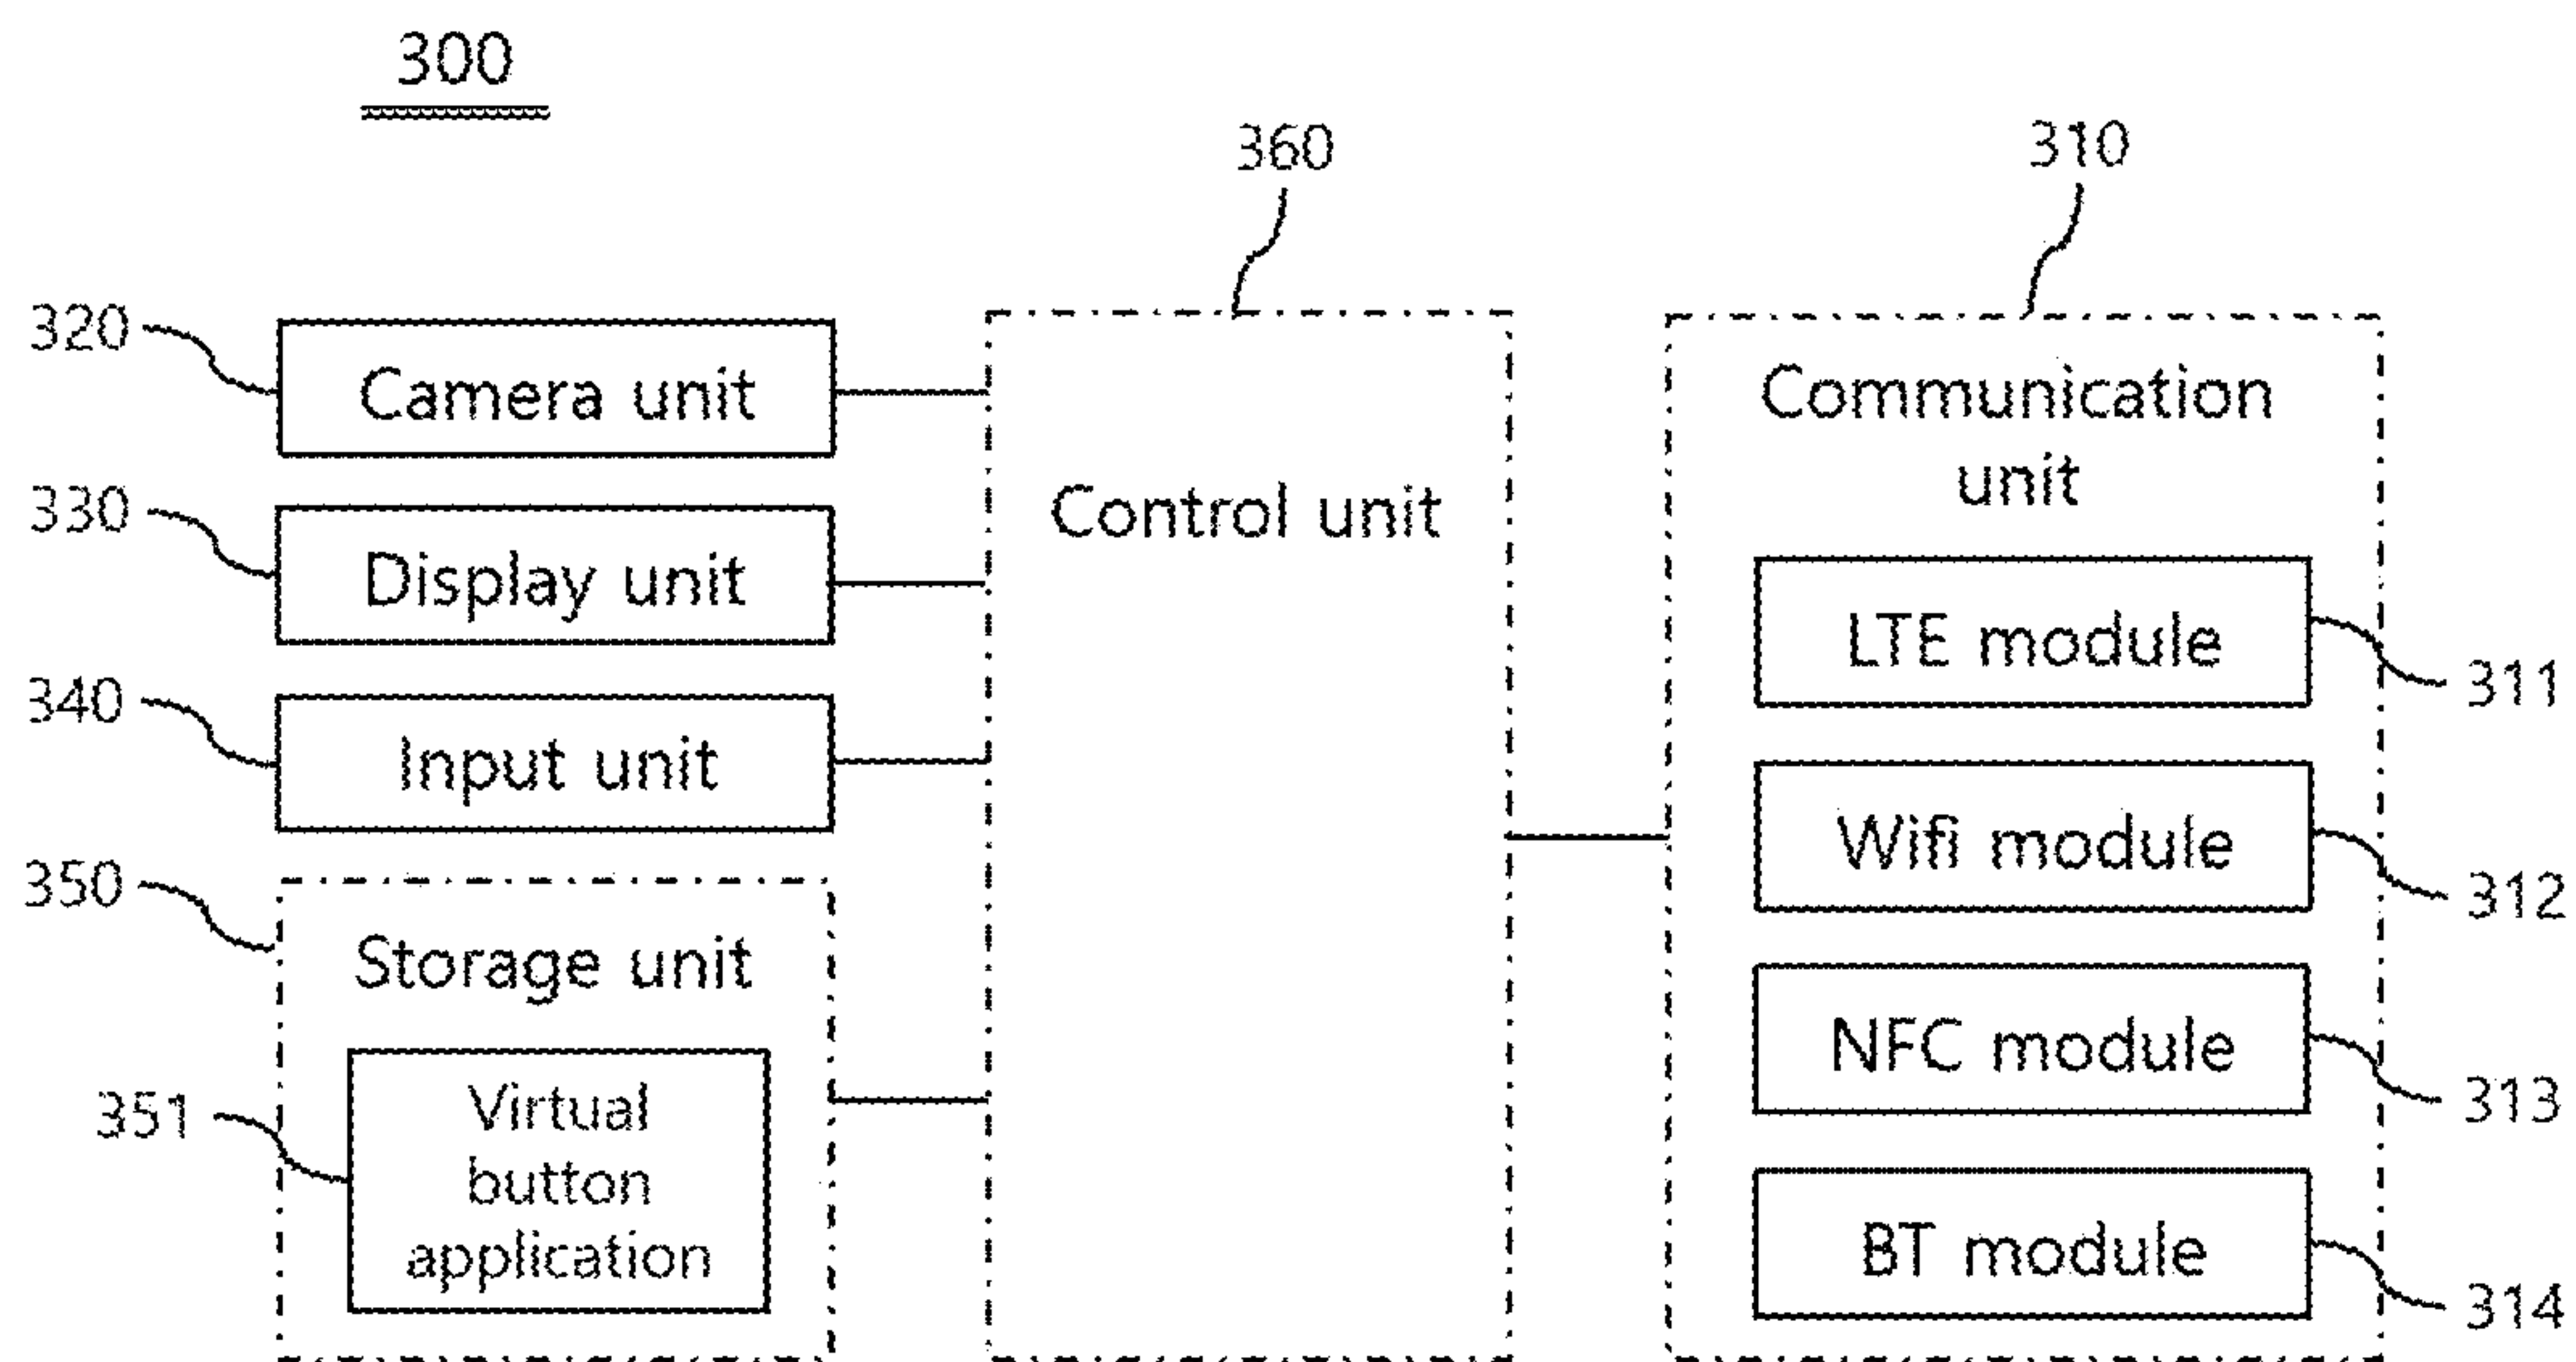 300
360
310
320
Camera unit
330
Display unit
340
Input unit
350
Storage unit
351
Virtual
button
application
Control unit
Communication
unit
LTE module
311
Wifi module
312
NFC module
313
BT module
314